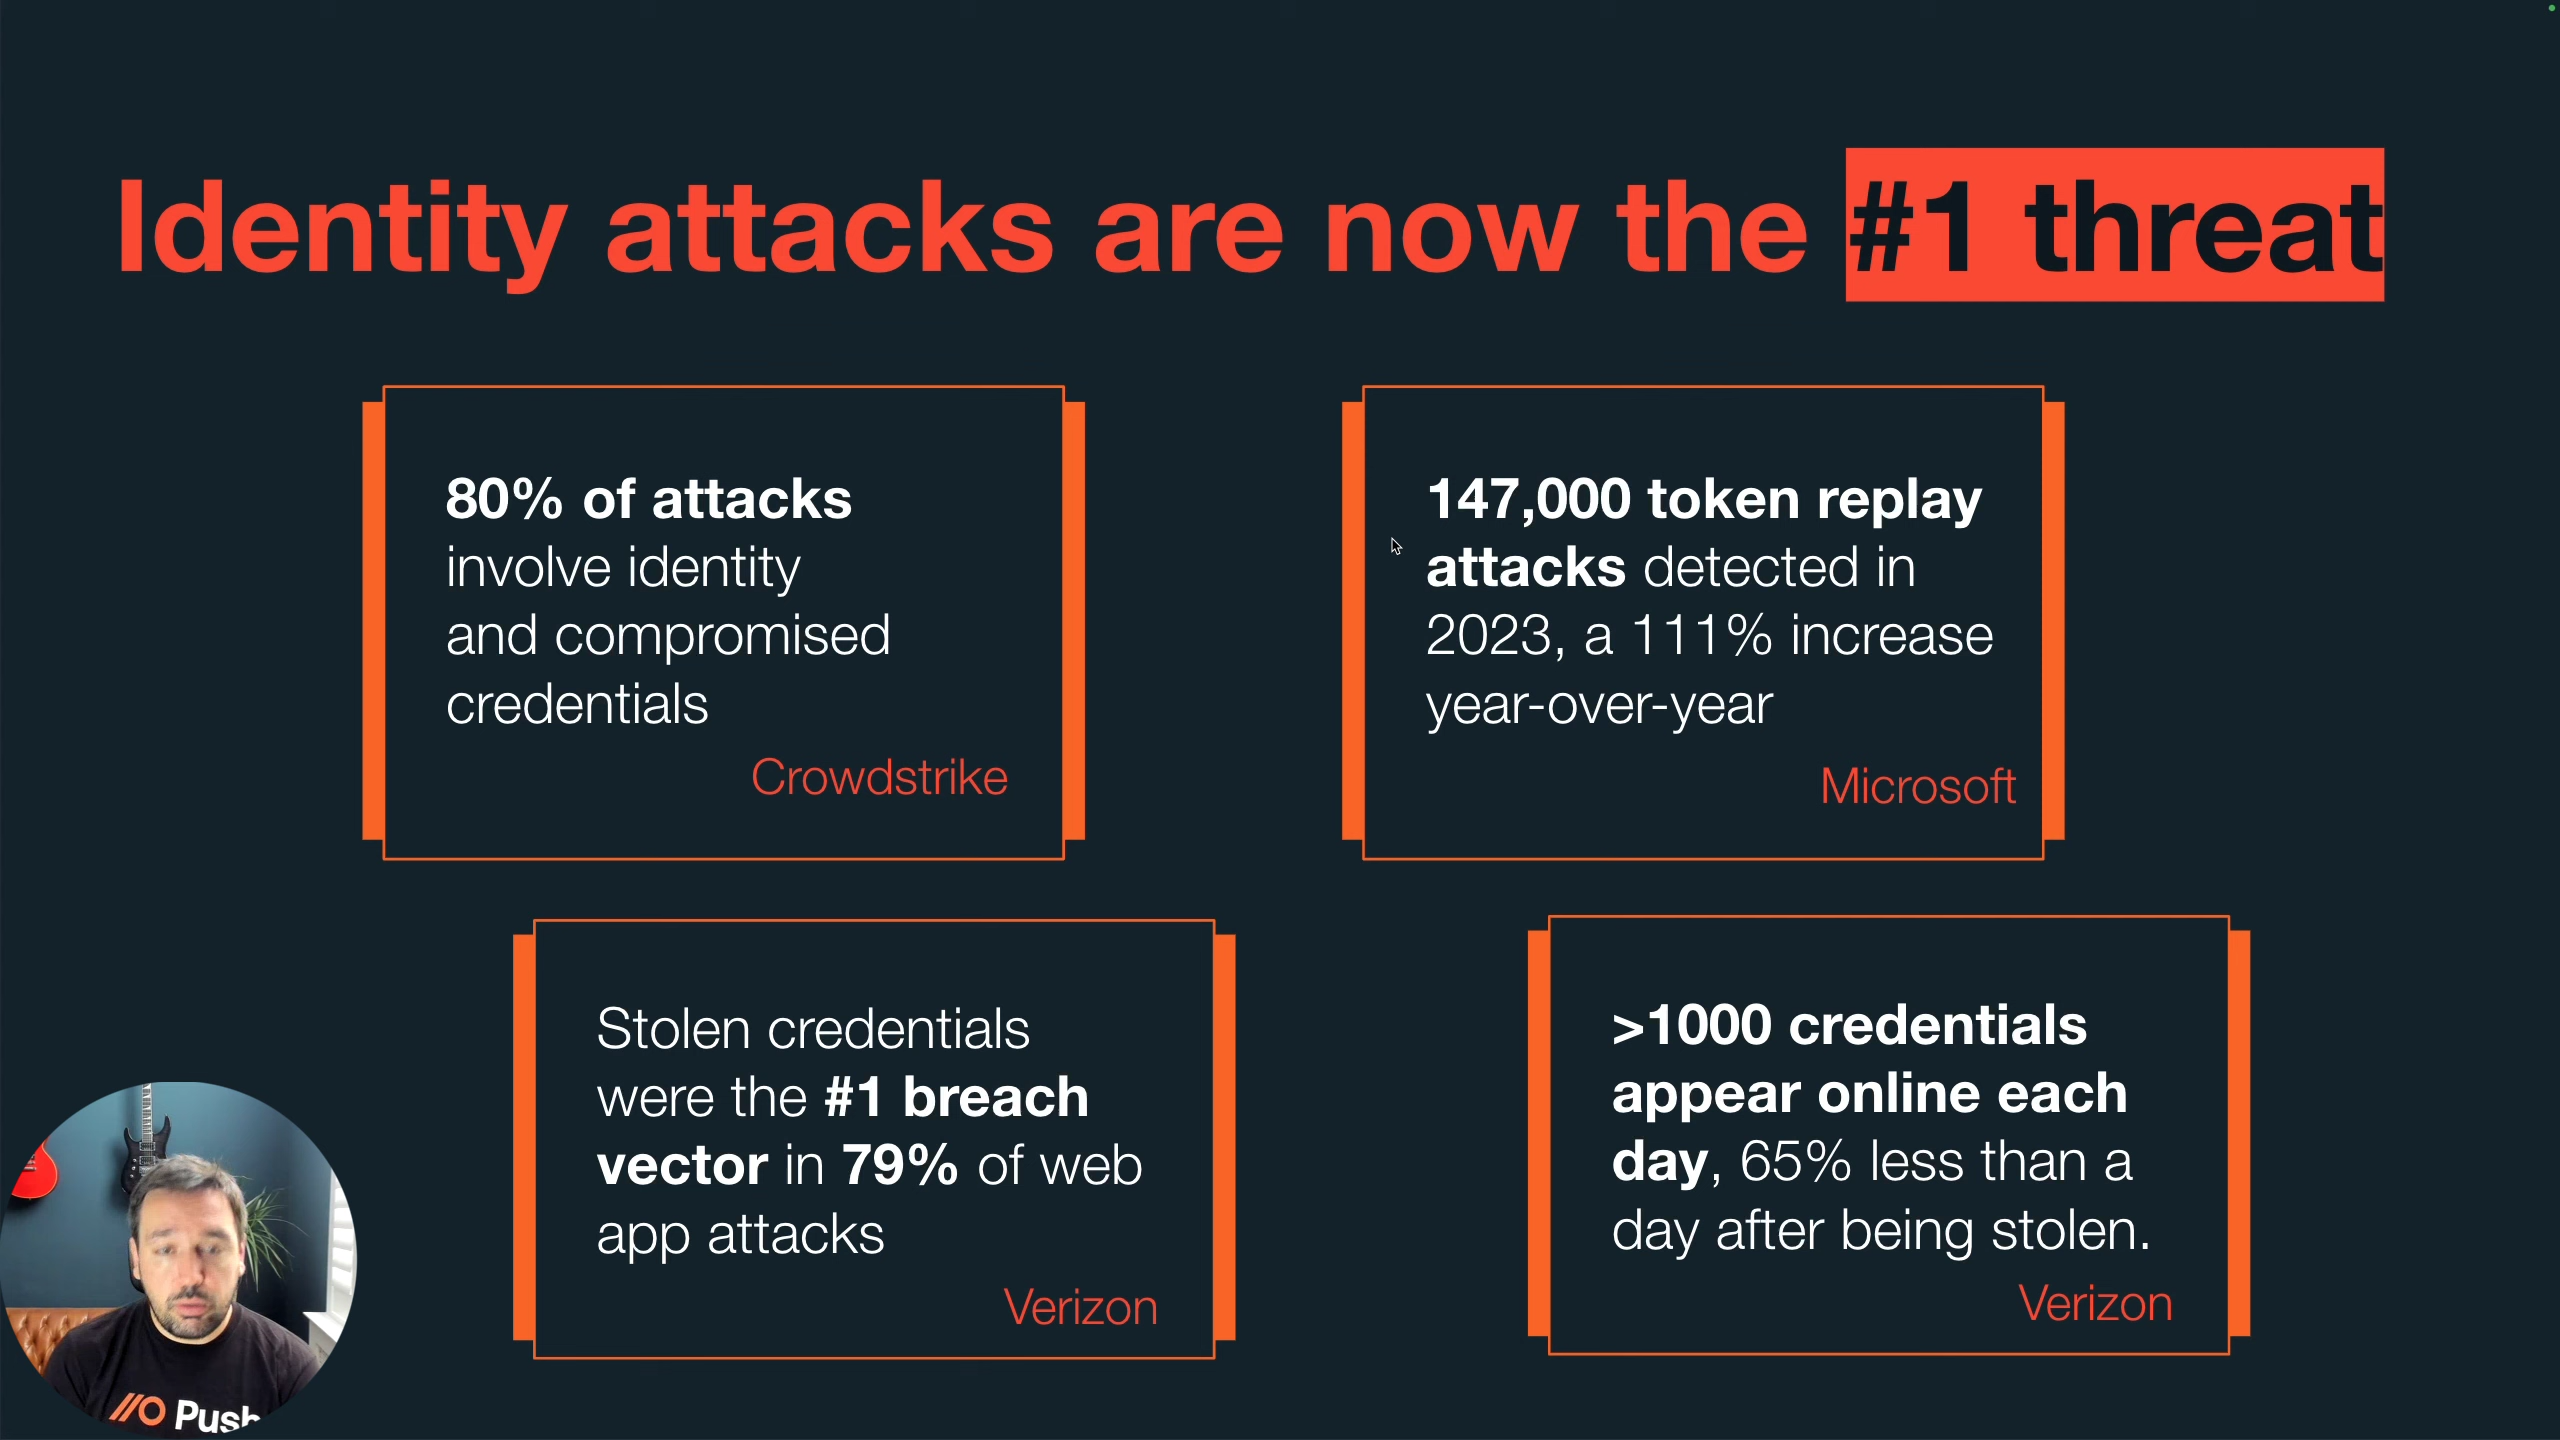 Identity attacks are now the #1 threat
80% of attacks
involve identity
and compromised
credentials
Crowdstrike
147,000 token replay
attacks detected in
2023, a 111% increase
year-over-year
Microsoft
Stolen credentials
were the #1 breach
vector in 79% of web
app attacks
Verizon
>1000 credentials
appear online each
day, 65% less than a
day after being stolen.
Verizon
Push